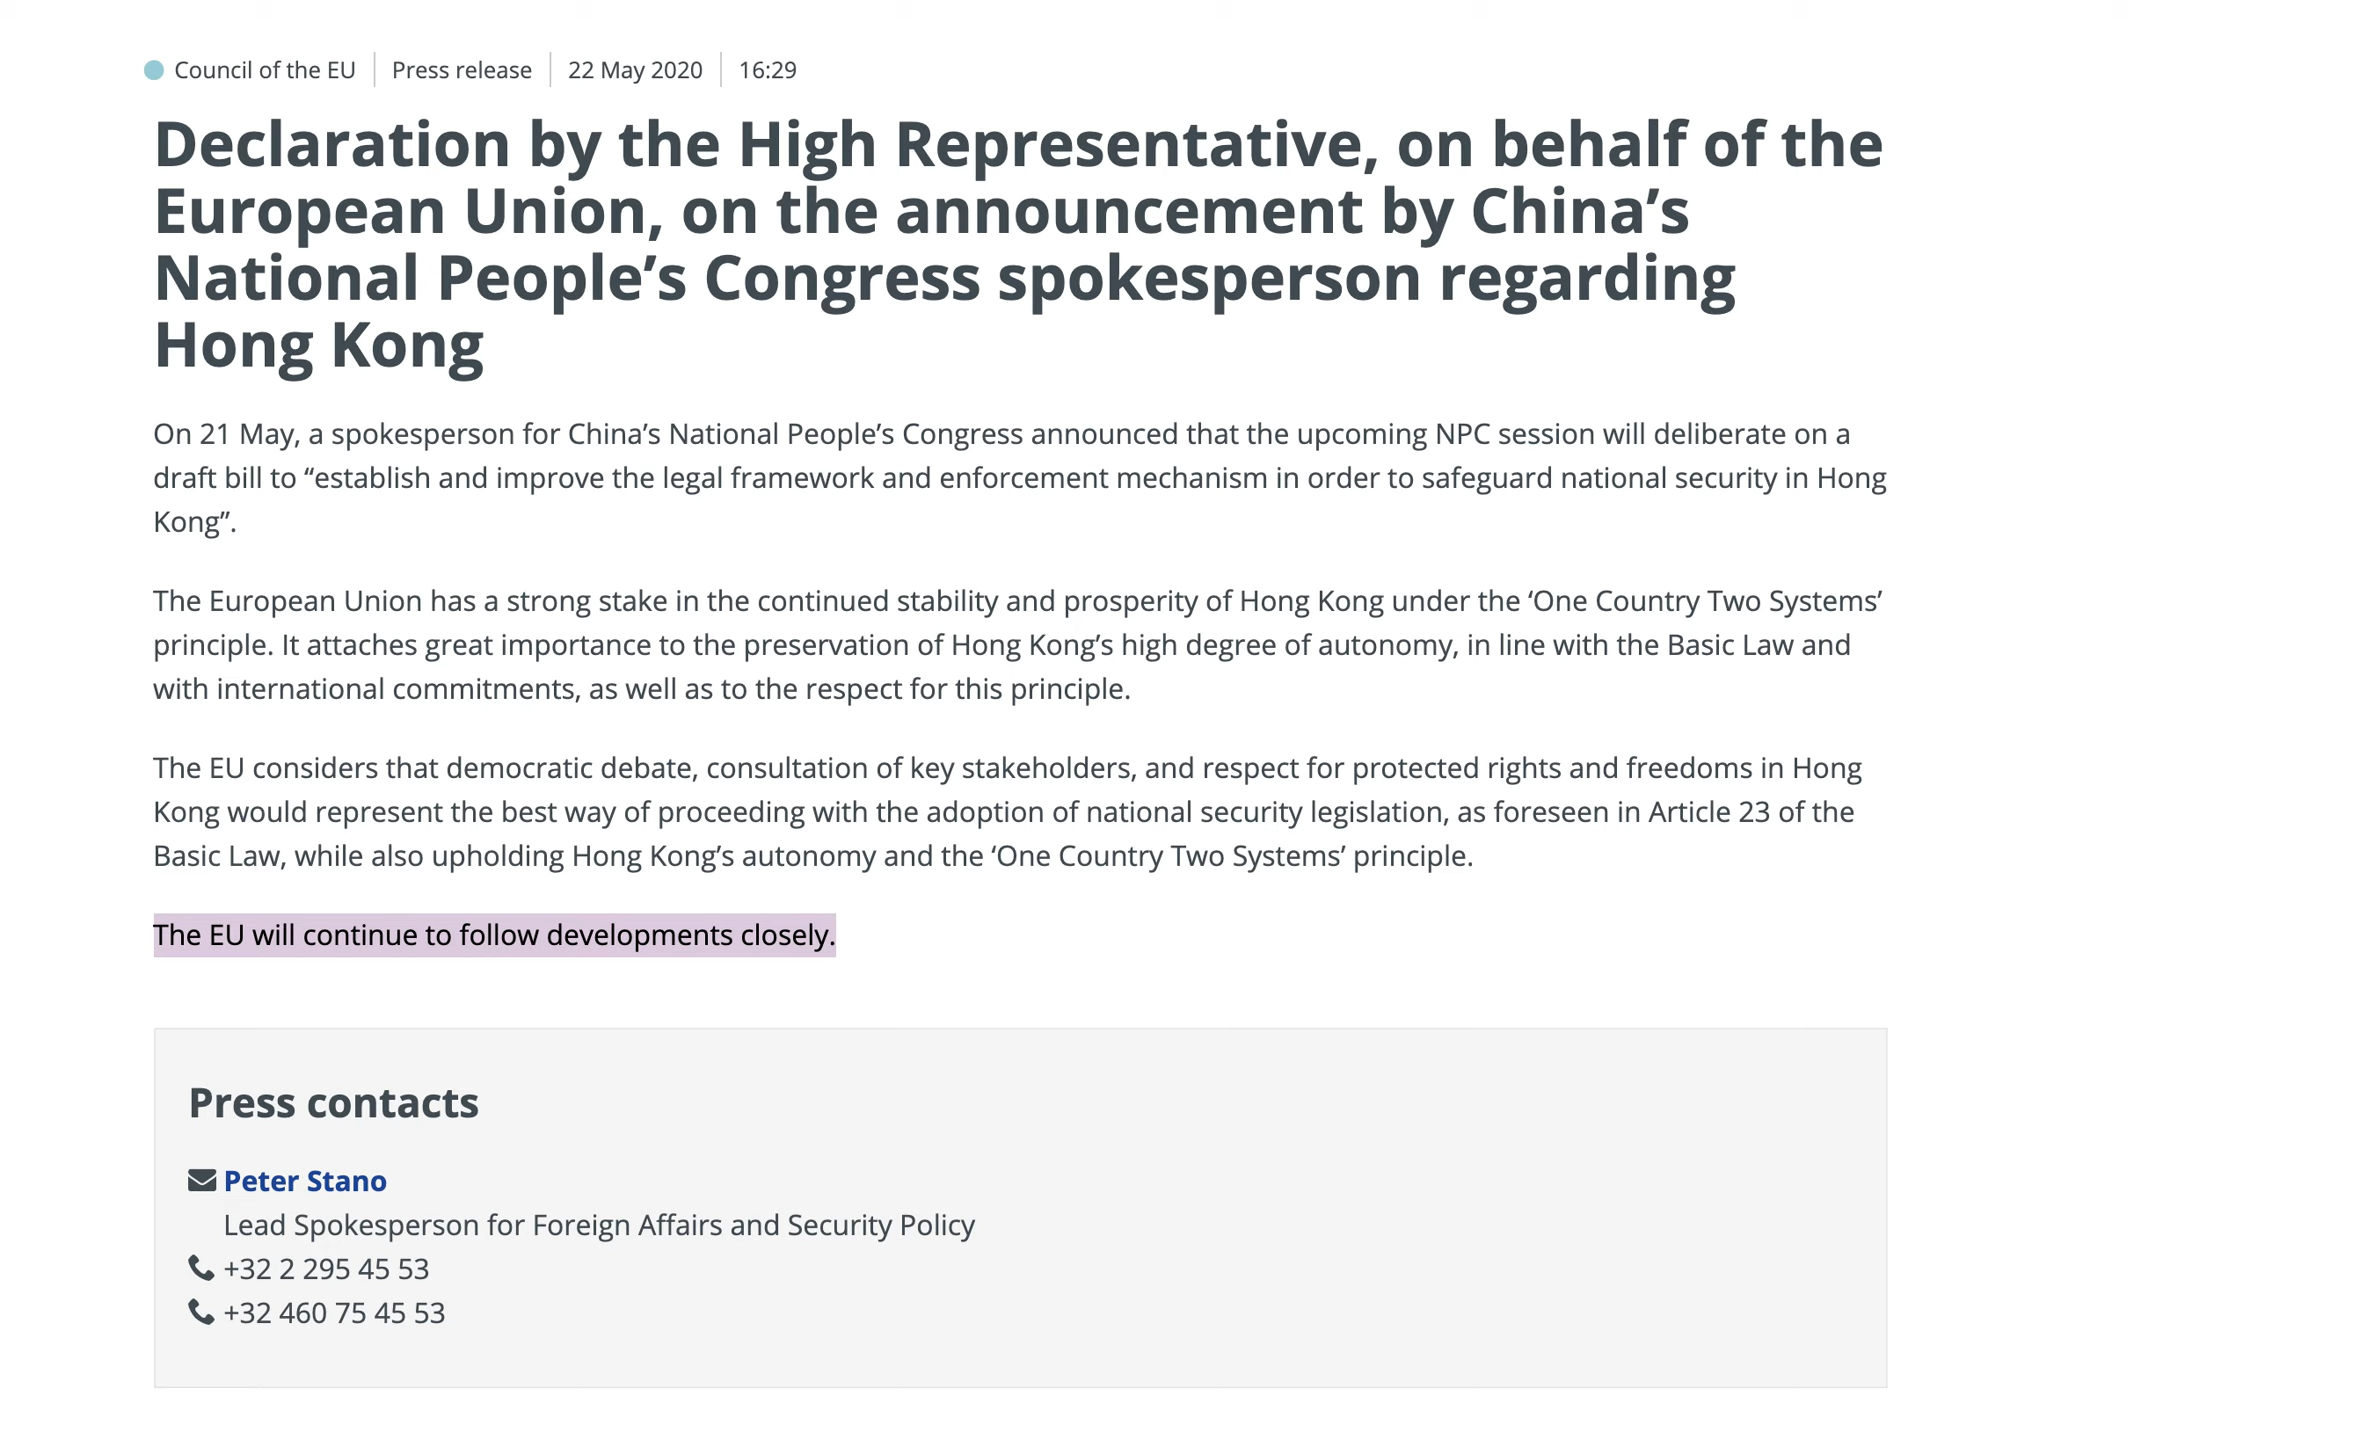 Council of the EU | Press release | 22 May 2020 | 16:29
Declaration by the High Representative, on behalf of the
European Union, on the announcement by China’s
National People’s Congress spokesperson regarding
Hong Kong
On 21 May, a spokesperson for China’s National People’s Congress announced that the upcoming NPC session will deliberate on a
draft bill to “establish and improve the legal framework and enforcement mechanism in order to safeguard national security in Hong
Kong”.
The European Union has a strong stake in the continued stability and prosperity of Hong Kong under the ‘One Country Two Systems’
principle. It attaches great importance to the preservation of Hong Kong’s high degree of autonomy, in line with the Basic Law and
with international commitments, as well as to the respect for this principle.
The EU considers that democratic debate, consultation of key stakeholders, and respect for protected rights and freedoms in Hong
Kong would represent the best way of proceeding with the adoption of national security legislation, as foreseen in Article 23 of the
Basic Law, while also upholding Hong Kong’s autonomy and the ‘One Country Two Systems’ principle.
The EU will continue to follow developments closely.
Press contacts
Peter Stano
Lead Spokesperson for Foreign Affairs and Security Policy
+32 2 295 45 53
+32 460 75 45 53